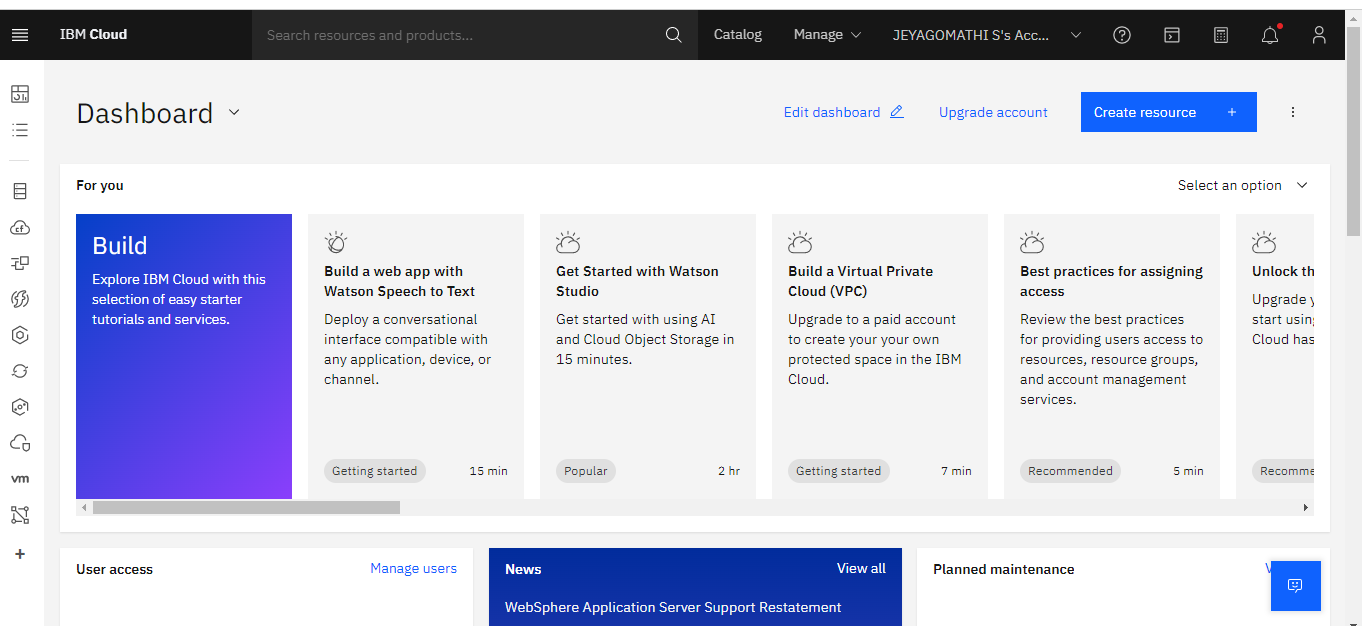 IBM Cloud
Search resources and products...
Catalog
Manage
JEYAGOMATHI S's Acc...
Dashboard
Edit dashboard
Upgrade account
Create resource +
For you
Select an option
Build
Explore IBM Cloud with this
selection of easy starter
tutorials and services.
Build a web app with
Watson Speech to Text
Deploy a conversational
interface compatible with
any application, device, or
channel.
Getting started
15 min
Get Started with Watson
Studio
Get started with using AI
and Cloud Object Storage in
15 minutes.
Popular
2 hr
Build a Virtual Private
Cloud (VPC)
Upgrade to a paid account
to create your your own
protected space in the IBM
Cloud.
Getting started
7 min
Best practices for assigning
access
Review the best practices
for providing users access to
resources, resource groups,
and account management
services.
Recommended
5 min
Unlock th
Upgrade y
start using
Cloud has
Recomme
cf
vm
User access
Manage users
News
View all
WebSphere Application Server Support Restatement
Planned maintenance